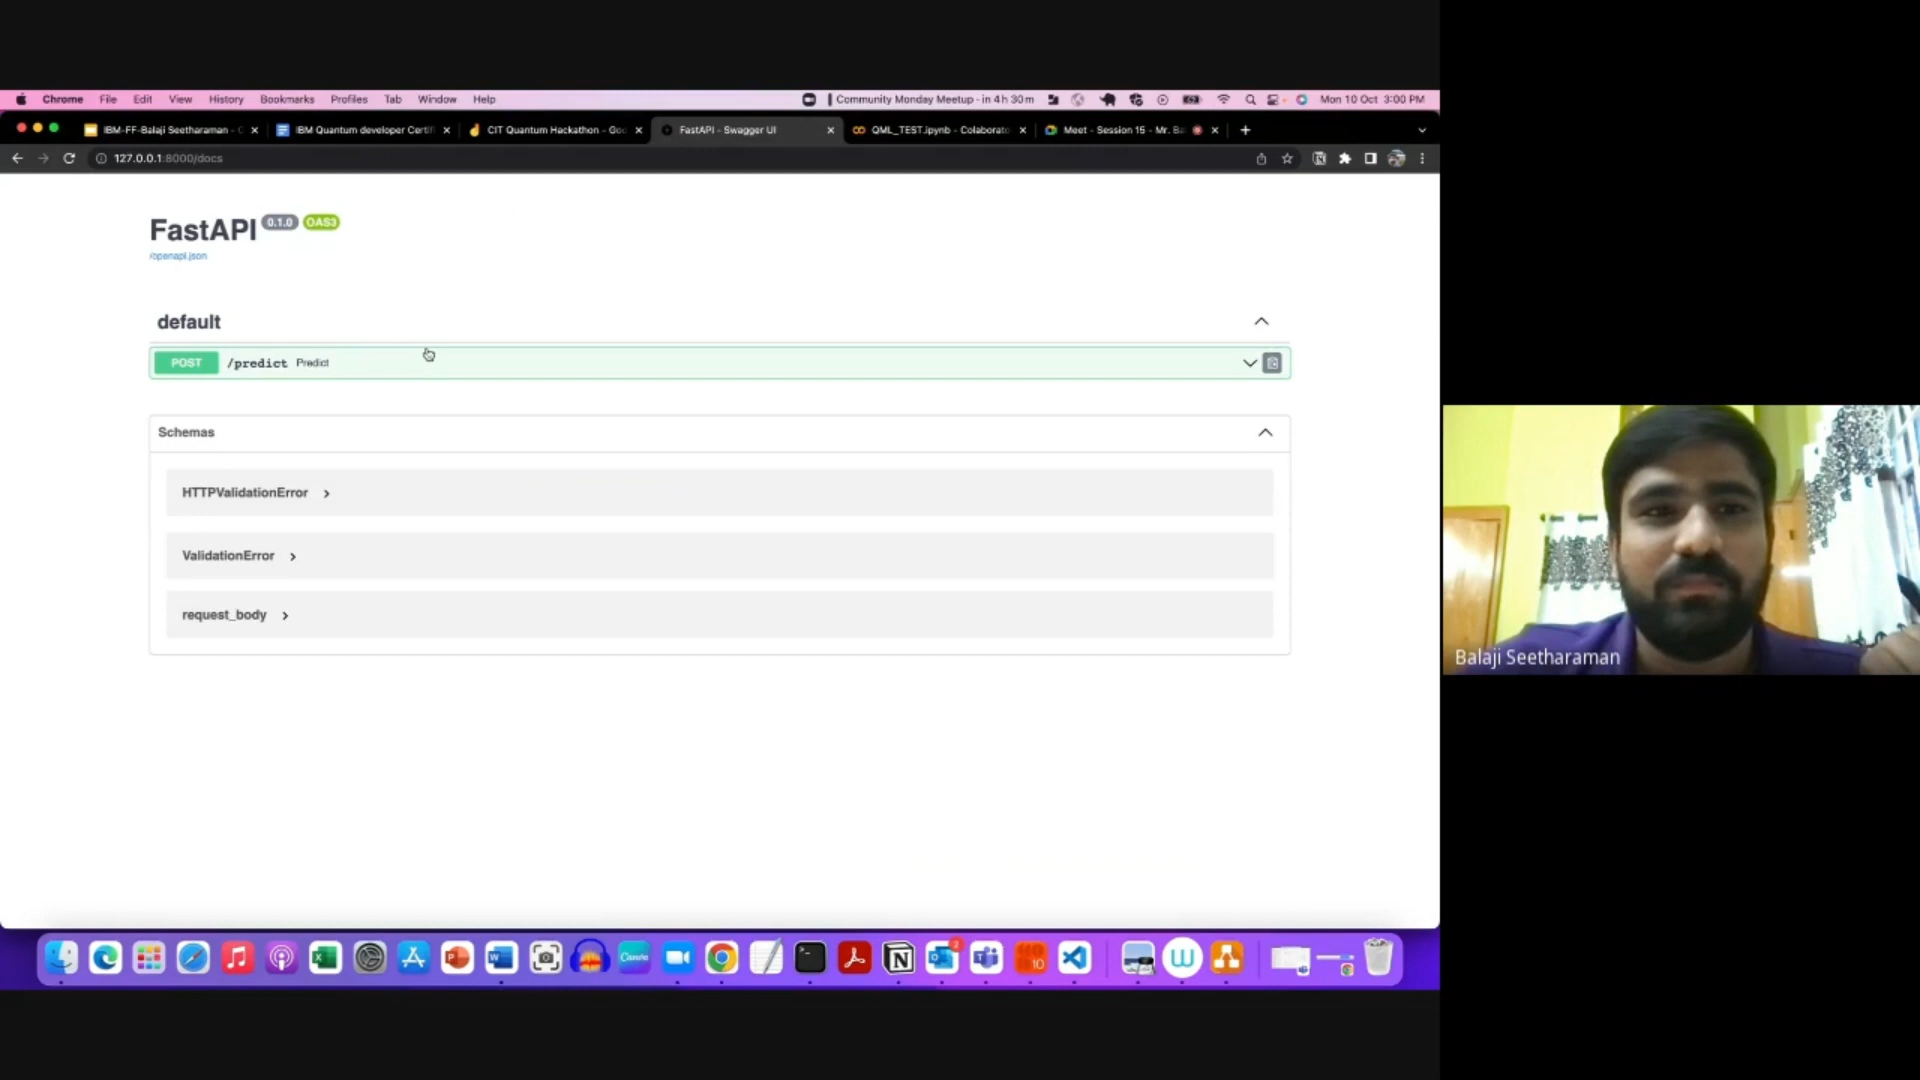 Chrome File Edit View History Bookmarks Profiles Tab Window Help
Community Monday Meetup - in 4 h 30 m
Mon 10 Oct 3:00 PM
IBM-FF-Balaji Seetharaman -
IBM Quantum developer Certifi
CIT Quantum Hackathon - Goo
FastAPI - Swagger UI
QML_TEST.ipynb - Colaborato
Meet - Session 15 - Mr. Ba
127.0.0.1:8000/docs
FastAPI 0.1.0 OAS3
/openapi.json
default
POST /predict Predict
Schemas
HTTPValidationError
ValidationError
request_body
Balaji Seetharaman